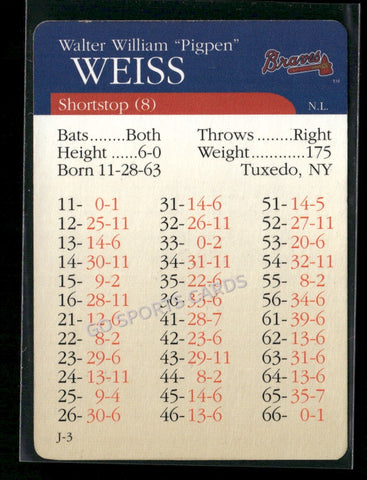 Walter William "Pigpen"
WEISS
Braves
Shortstop (8)
N.L.
Bats........Both Throws.........Right
Height ......6-0 Weight............175
Born 11-28-63 Tuxedo, NY
11- 0-1 31-14-6 51-14-5
12- 25-11 32-26-11 52-27-11
13- 14-6 33- 0-2 53-20-6
14- 30-11 34-31-11 54-32-11
15- 9-2 35-22-6 55- 8-2
16- 28-11 36-33-6 56-34-6
21- 12-6 41-28-7 61-39-6
22- 8-2 42-13-6 62-13-6
23- 29-6 43-29-11 63-31-6
24- 13-11 44- 8-2 64-13-6
25- 9-4 45-14-6 65-35-7
26- 30-6 46-13-6 66- 0-1
J-3
GO SPORTS CARDS